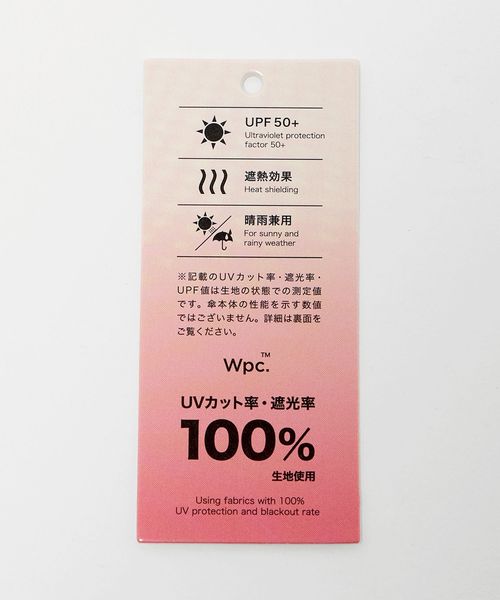 UPF 50+
Ultraviolet protection
factor 50+
遮熱効果
Heat shielding
晴雨兼用
For sunny and
rainy weather
※記載のUVカット率・遮光率・
UPF値は生地の状態での測定値
です。傘本体の性能を示す数値
ではございません。詳細は裏面を
ご覧ください。
Wpc.™
UVカット率・遮光率
100%
生地使用
Using fabrics with 100%
UV protection and blackout rate